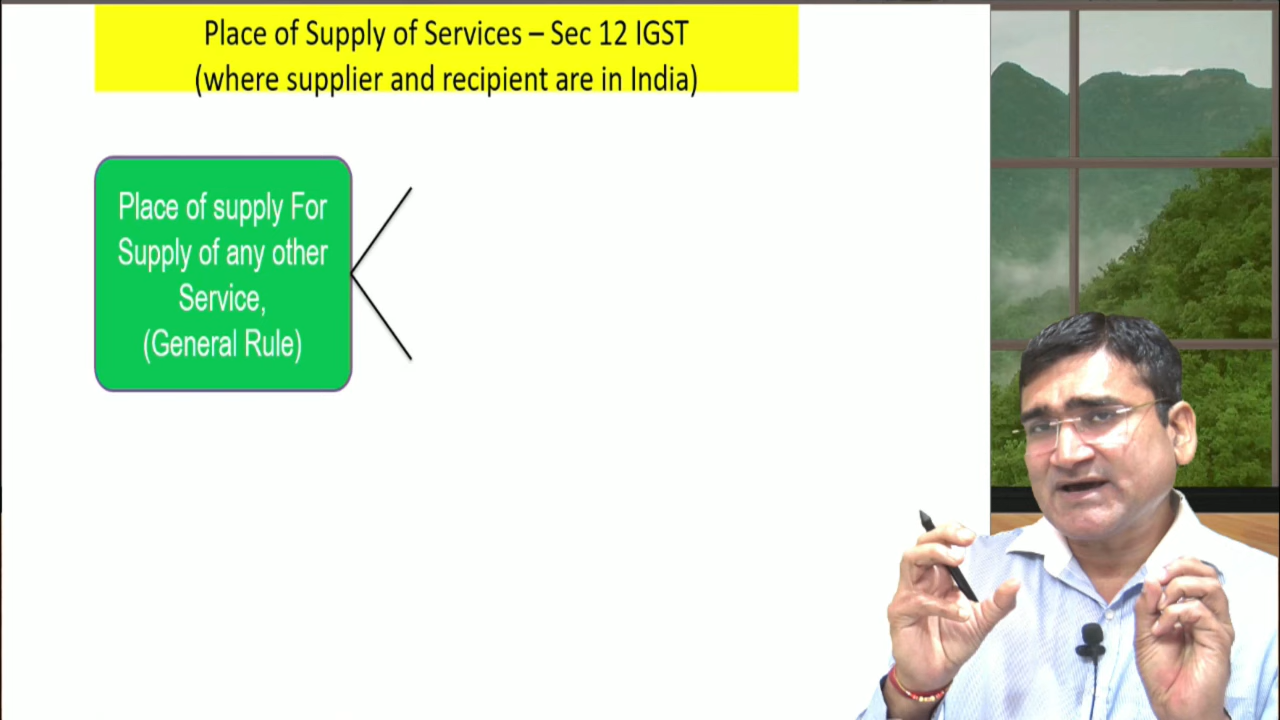 Place of Supply of Services – Sec 12 IGST
(where supplier and recipient are in India)
Place of supply For
Supply of any other
Service,
(General Rule)